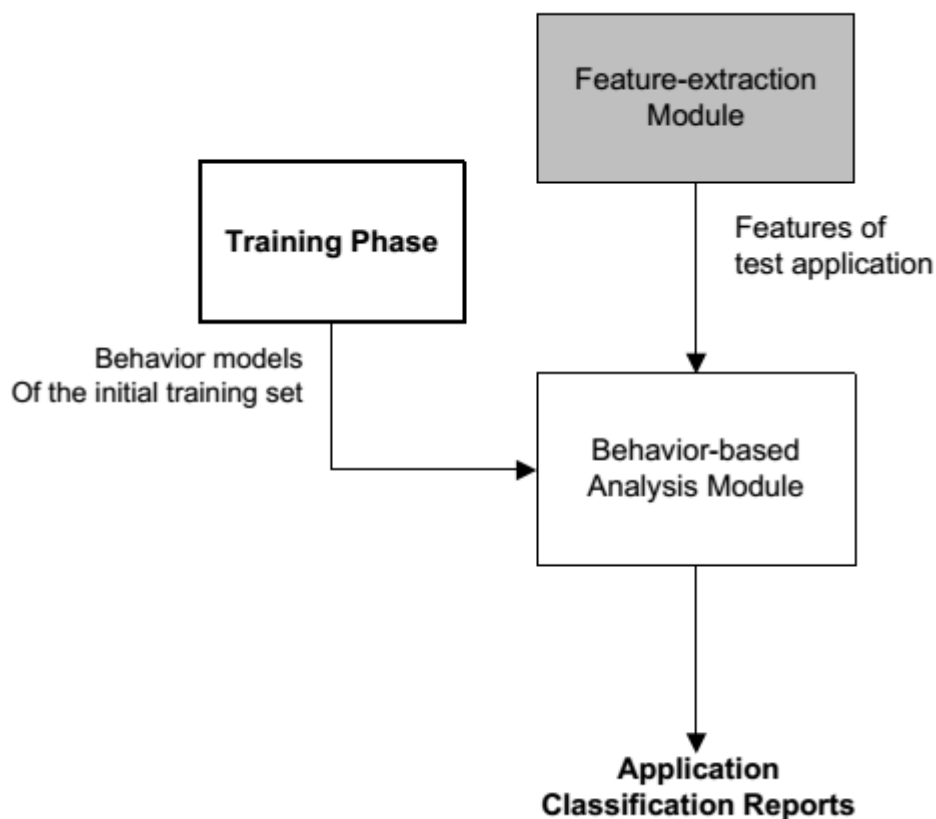 Feature-extraction
Module
Training Phase
Features of
test application
Behavior models
Of the initial training set
Behavior-based
Analysis Module
Application
Classification Reports